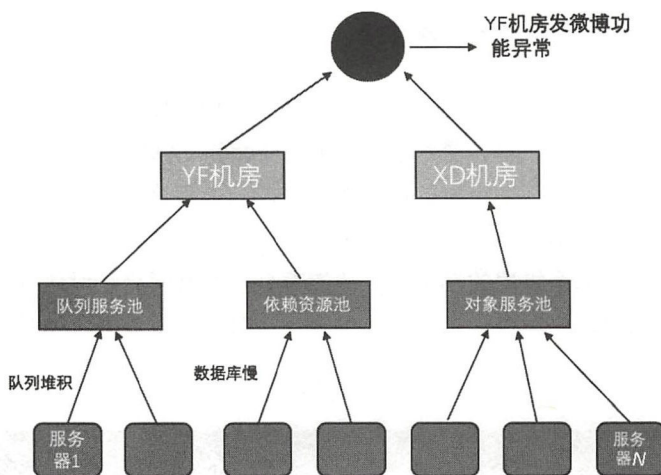 YF机房发微博功
能异常
YF机房
XD机房
队列服务池
依赖资源池
对象服务池
队列堆积
数据库慢
服务
器1
服务
器N